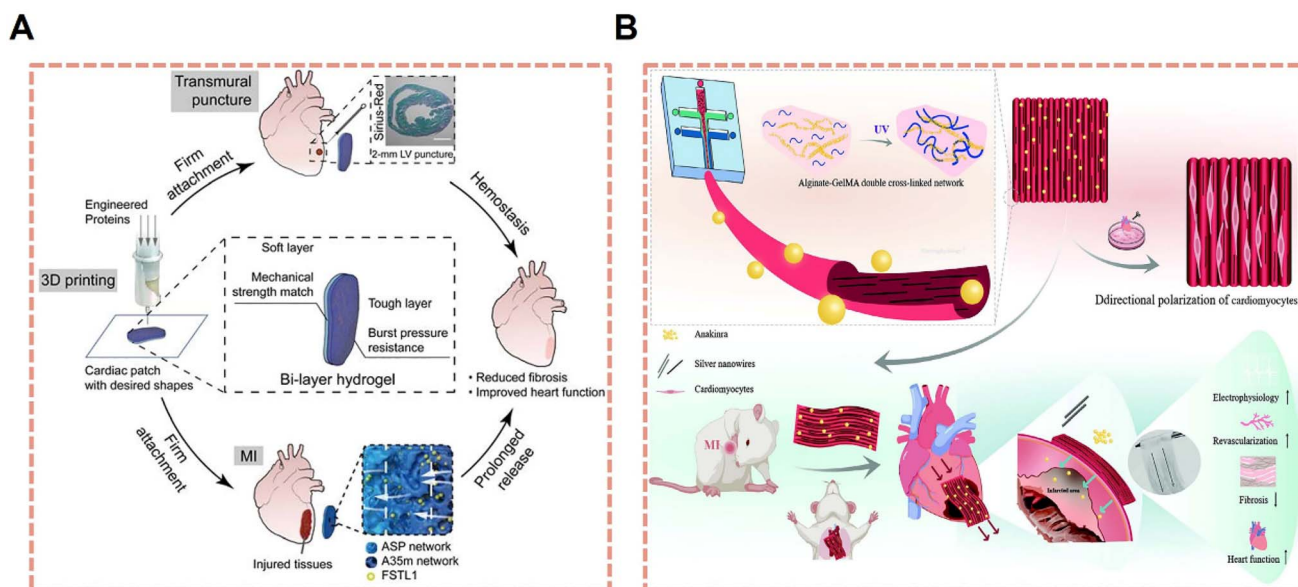 A
Transmural
puncture
Sirius-Red
2-mm LV puncture
Firm
attachment
Hemostasis
Engineered
Proteins
3D printing
Cardiac patch
with desired shapes
Soft layer
Mechanical
strength match
Tough layer
Burst pressure
resistance
Bi-layer hydrogel
• Reduced fibrosis
• Improved heart function
Firm
attachment
MI
Prolonged
release
Injured tissues
ASP network
A35m network
FSTL1
B
UV
Alginate-GelMA double cross-linked network
Ddirectional polarization of cardiomyocytes
Anakinra
Silver nanowires
Cardiomyocytes
MI
Infarcted area
Electrophysiology ↑
Revascularization ↑
Fibrosis ↓
Heart function ↑